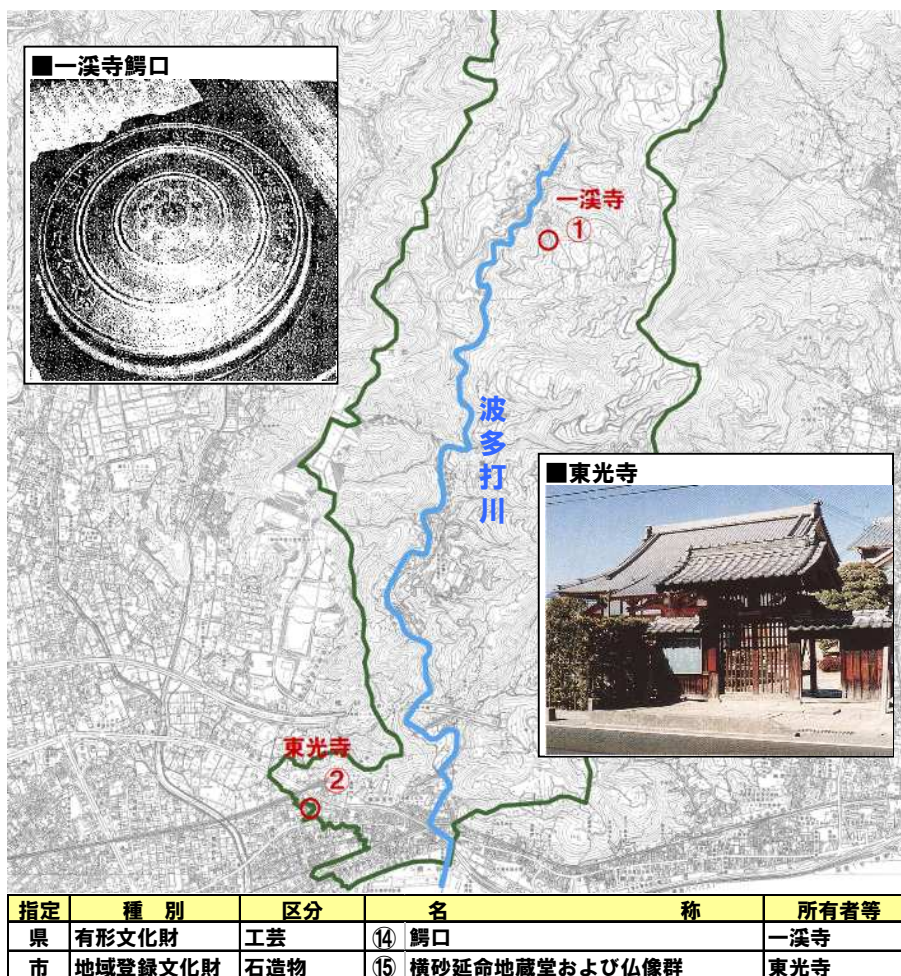 ■一渓寺鰐口
一渓寺
①
波多打川
■東光寺
東光寺
②
指定 種 別 区分 名 称 所有者等
県 有形文化財 工芸 ⑭ 鰐口 一渓寺
市 地域登録文化財 石造物 ⑮ 横砂延命地蔵堂および仏像群 東光寺